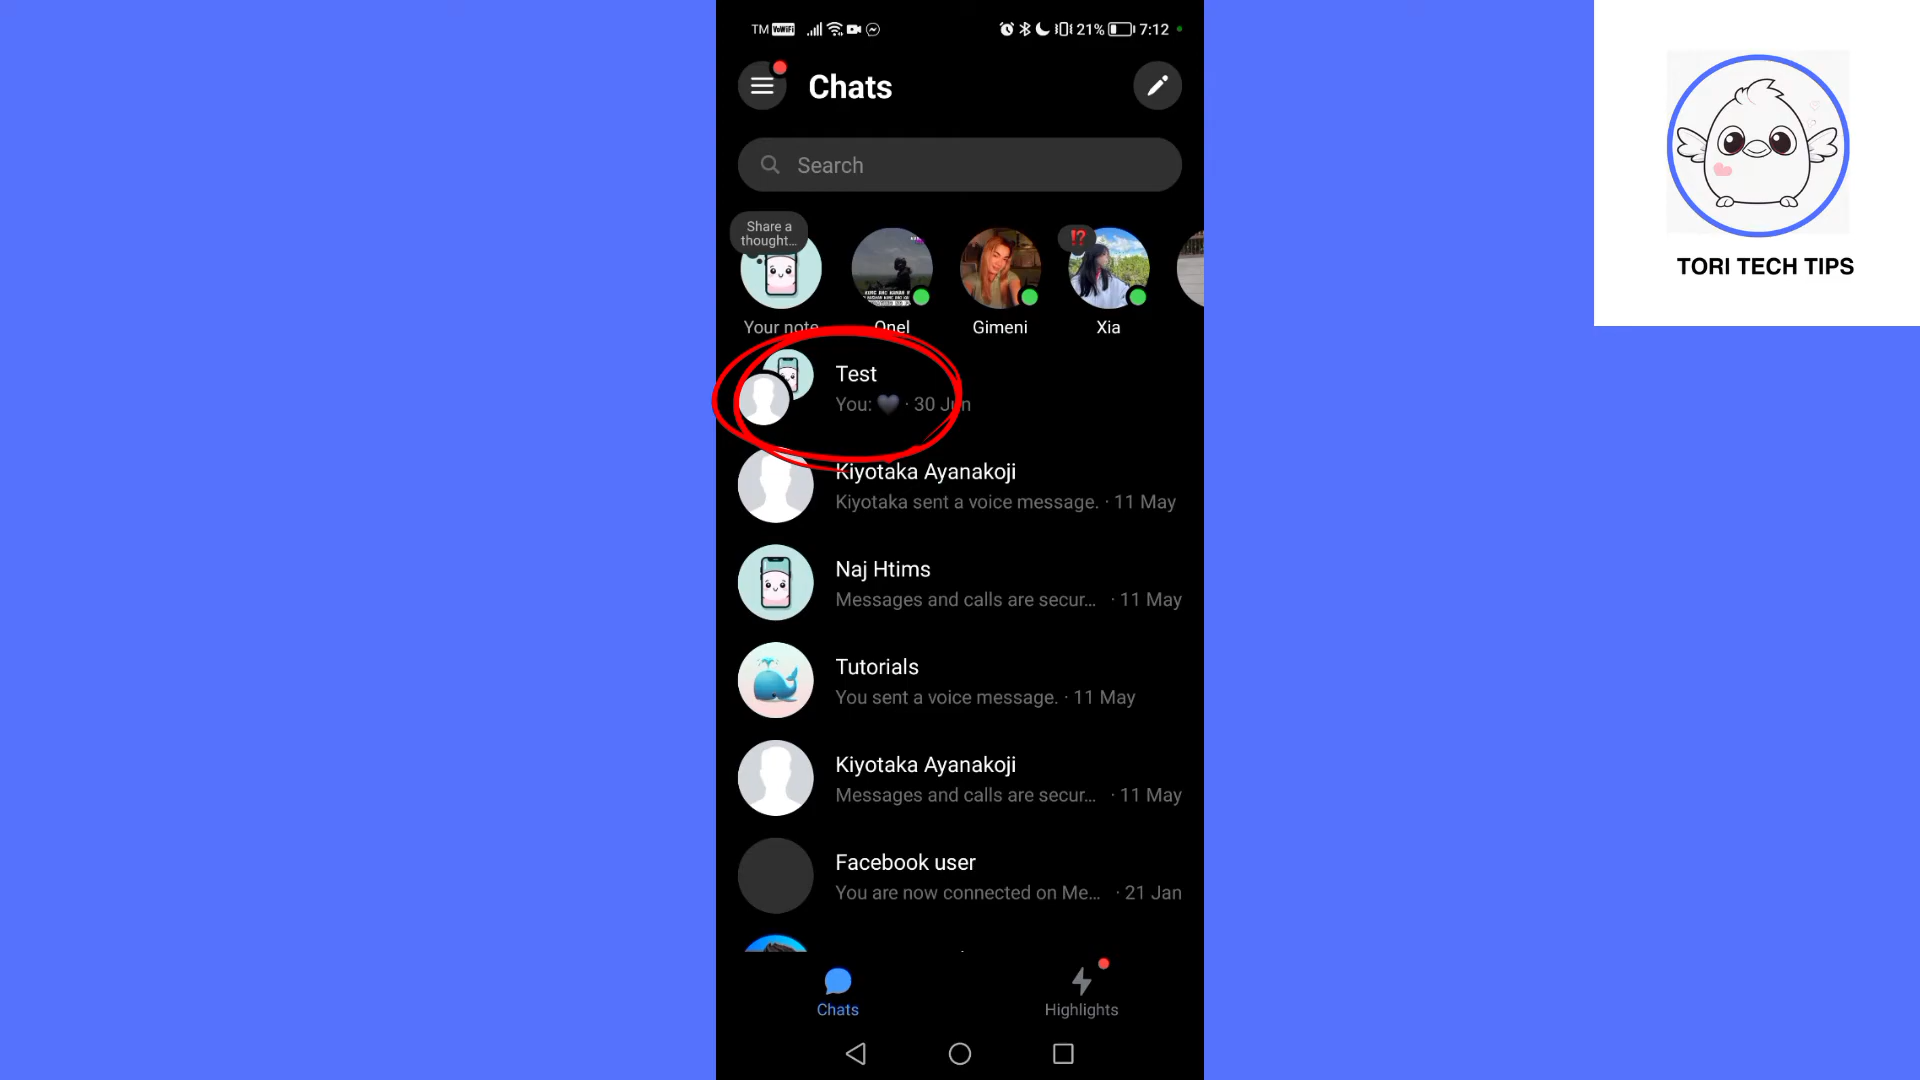 TM VoWiFi 21% 7:12
Chats
Search
Share a
thought...
Your note
Onel
Gimeni
⁉
Xia
Test
You: 🖤 · 30 Jun
Kiyotaka Ayanakoji
Kiyotaka sent a voice message. · 11 May
Naj Htims
Messages and calls are secur... · 11 May
Tutorials
You sent a voice message. · 11 May
Kiyotaka Ayanakoji
Messages and calls are secur... · 11 May
Facebook user
You are now connected on Me... · 21 Jan
Chats
Highlights
TORI TECH TIPS